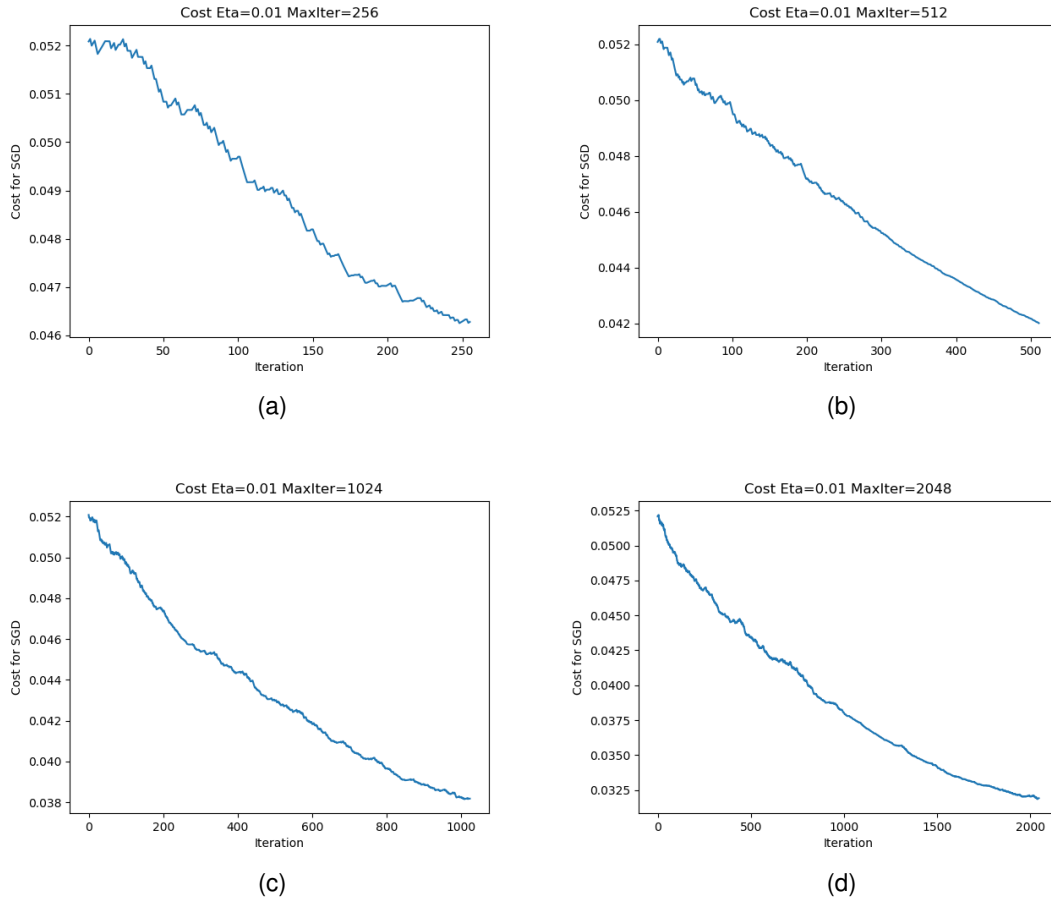 Cost Eta=0.01 MaxIter=256
0.052
0.051
0.050
0.049
0.048
0.047
0.046
Cost for SGD
0 50 100 150 200 250
Iteration
(a)
Cost Eta=0.01 MaxIter=512
0.052
0.050
0.048
0.046
0.044
0.042
Cost for SGD
0 100 200 300 400 500
Iteration
(b)
Cost Eta=0.01 MaxIter=1024
0.052
0.050
0.048
0.046
0.044
0.042
0.040
0.038
Cost for SGD
0 200 400 600 800 1000
Iteration
(c)
Cost Eta=0.01 MaxIter=2048
0.0525
0.0500
0.0475
0.0450
0.0425
0.0400
0.0375
0.0350
0.0325
Cost for SGD
0 500 1000 1500 2000
Iteration
(d)